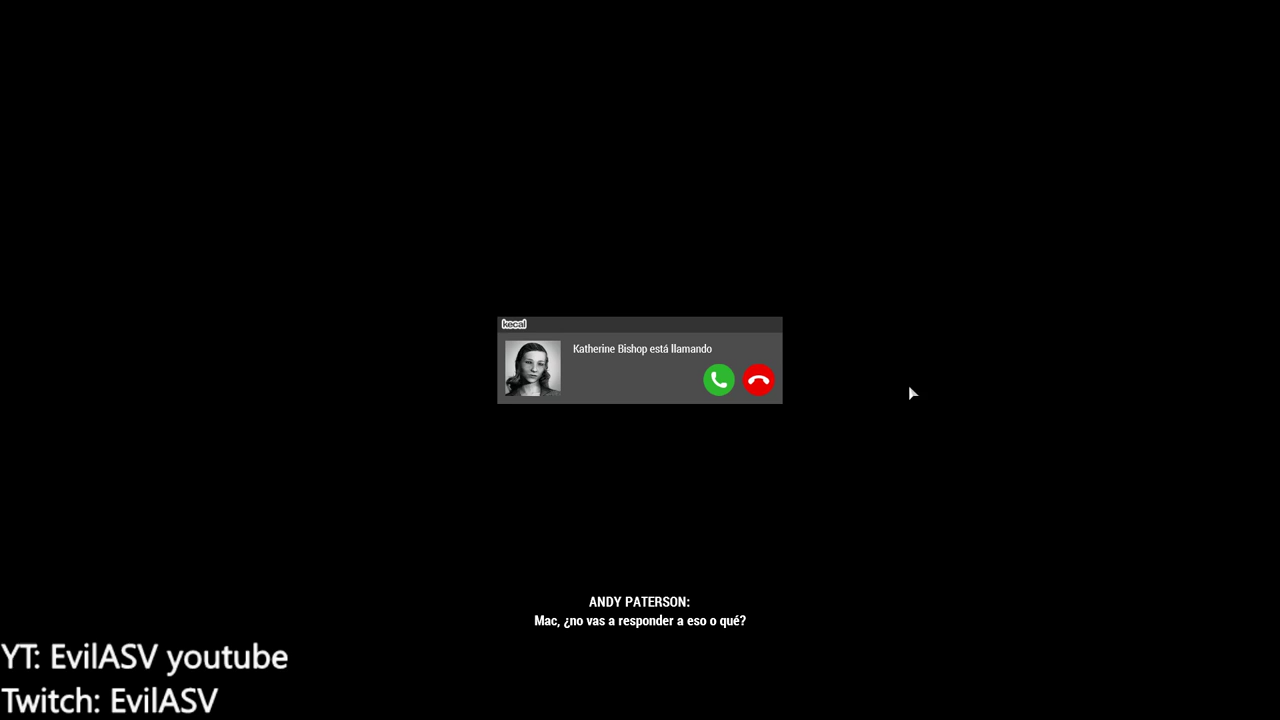 kecal
Katherine Bishop está llamando
ANDY PATERSON:
Mac, ¿no vas a responder a eso o qué?
YT: EvilASV youtube
Twitch: EvilASV